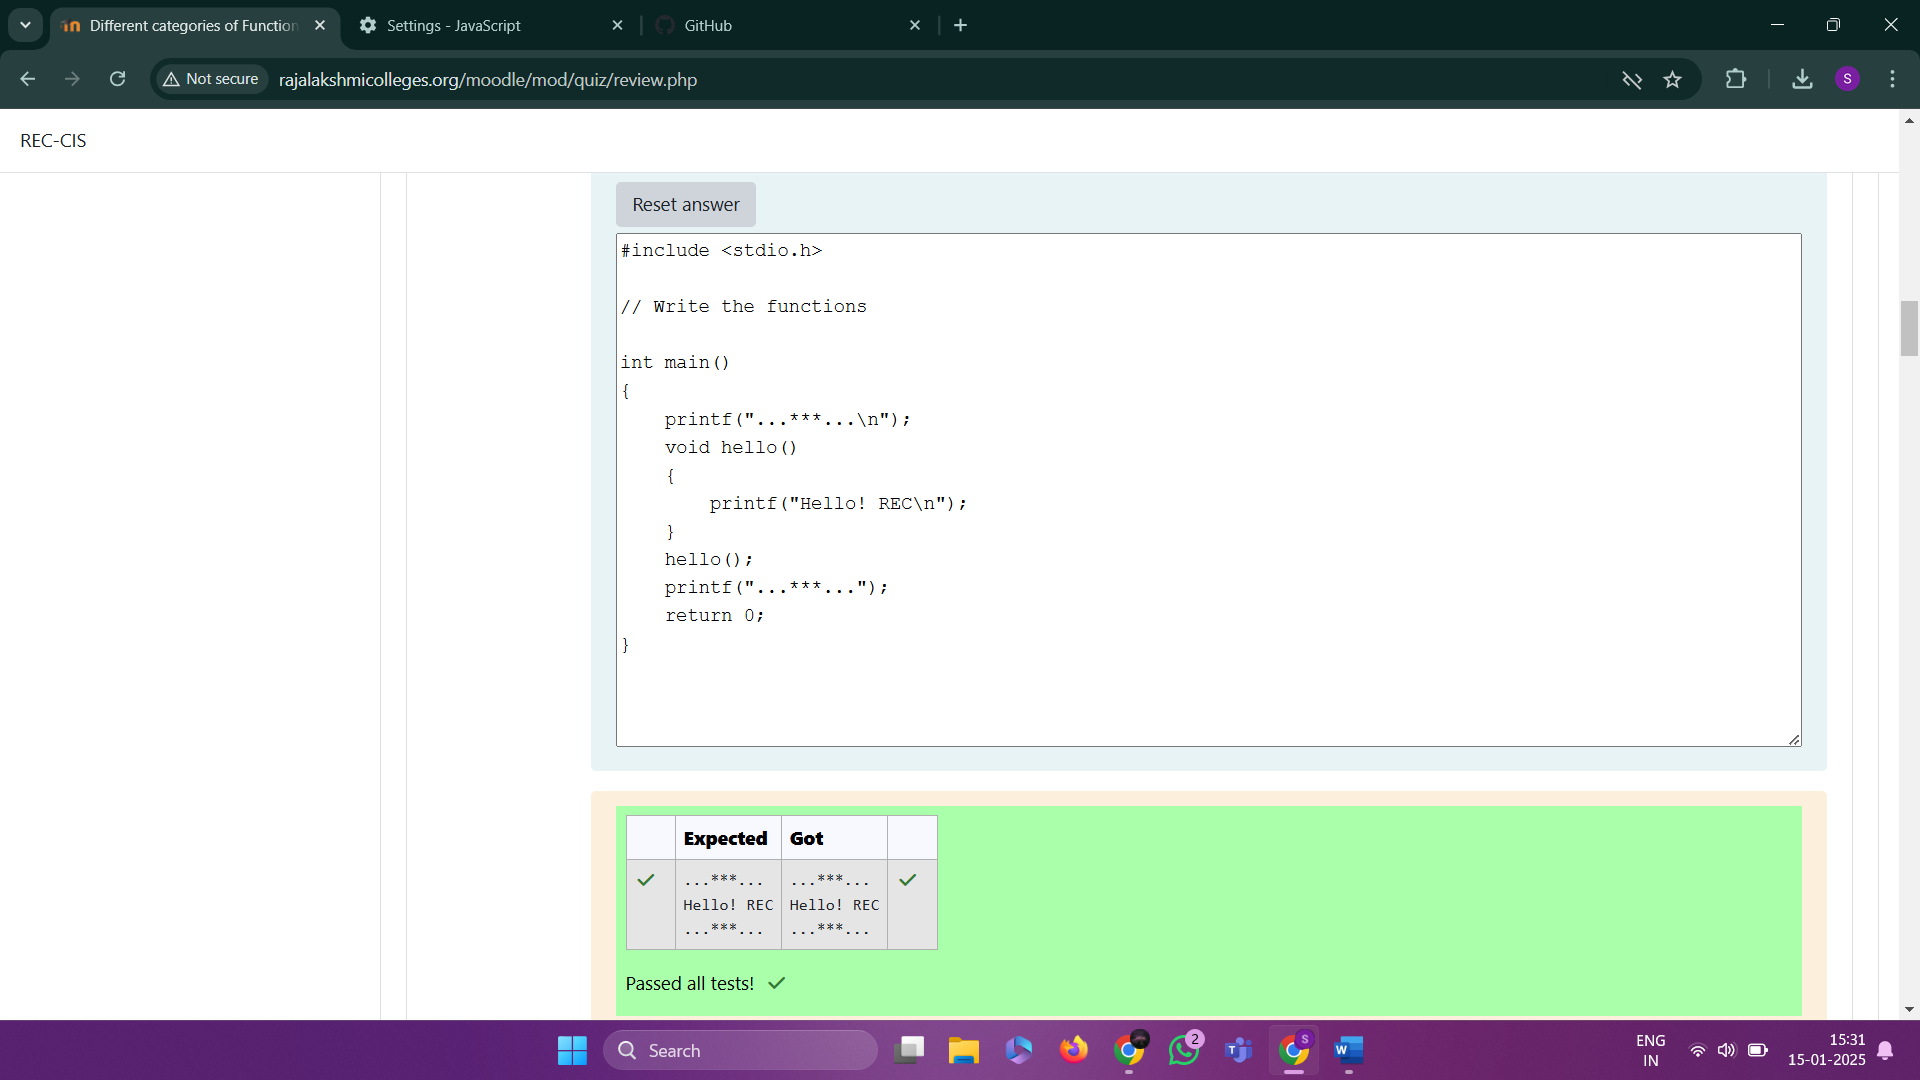 Different categories of Function
Settings - JavaScript
GitHub
Not secure
rajalakshmicolleges.org/moodle/mod/quiz/review.php
S
REC-CIS
Reset answer
#include <stdio.h>
// Write the functions
int main()
{
printf("...***...\n");
void hello()
{
printf("Hello! REC\n");
}
hello();
printf("...***...");
return 0;
}
Expected Got
...***... ...***...
Hello! REC Hello! REC
...***... ...***...
Passed all tests!
Search
2
T
S
W
ENG
IN
15:31
15-01-2025